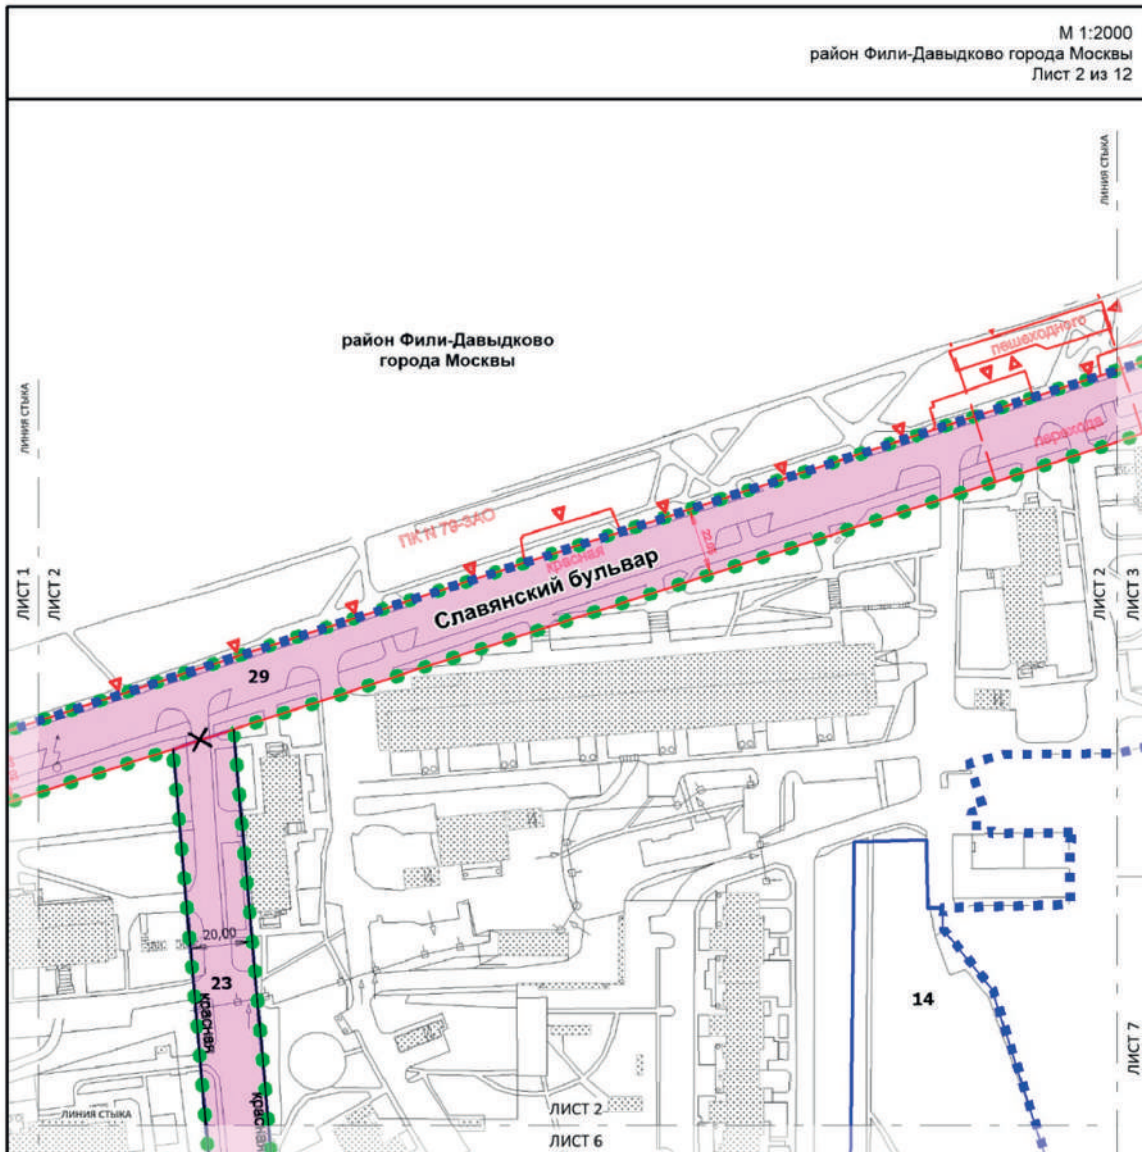 М 1:2000
район Фили-Давыдково города Москвы
Лист 2 из 12
ЛИНИЯ СТЫКА
район Фили-Давыдково
города Москвы
пешеходного
ЛИНИЯ СТЫКА
перехода
ПК N 79-ЗАО
красная
Славянский бульвар
ЛИСТ 1
ЛИСТ 2
ЛИСТ 2
ЛИСТ 3
29
20,00
23
14
красная
красная
ЛИСТ 7
ЛИНИЯ СТЫКА
ЛИСТ 2
ЛИСТ 6